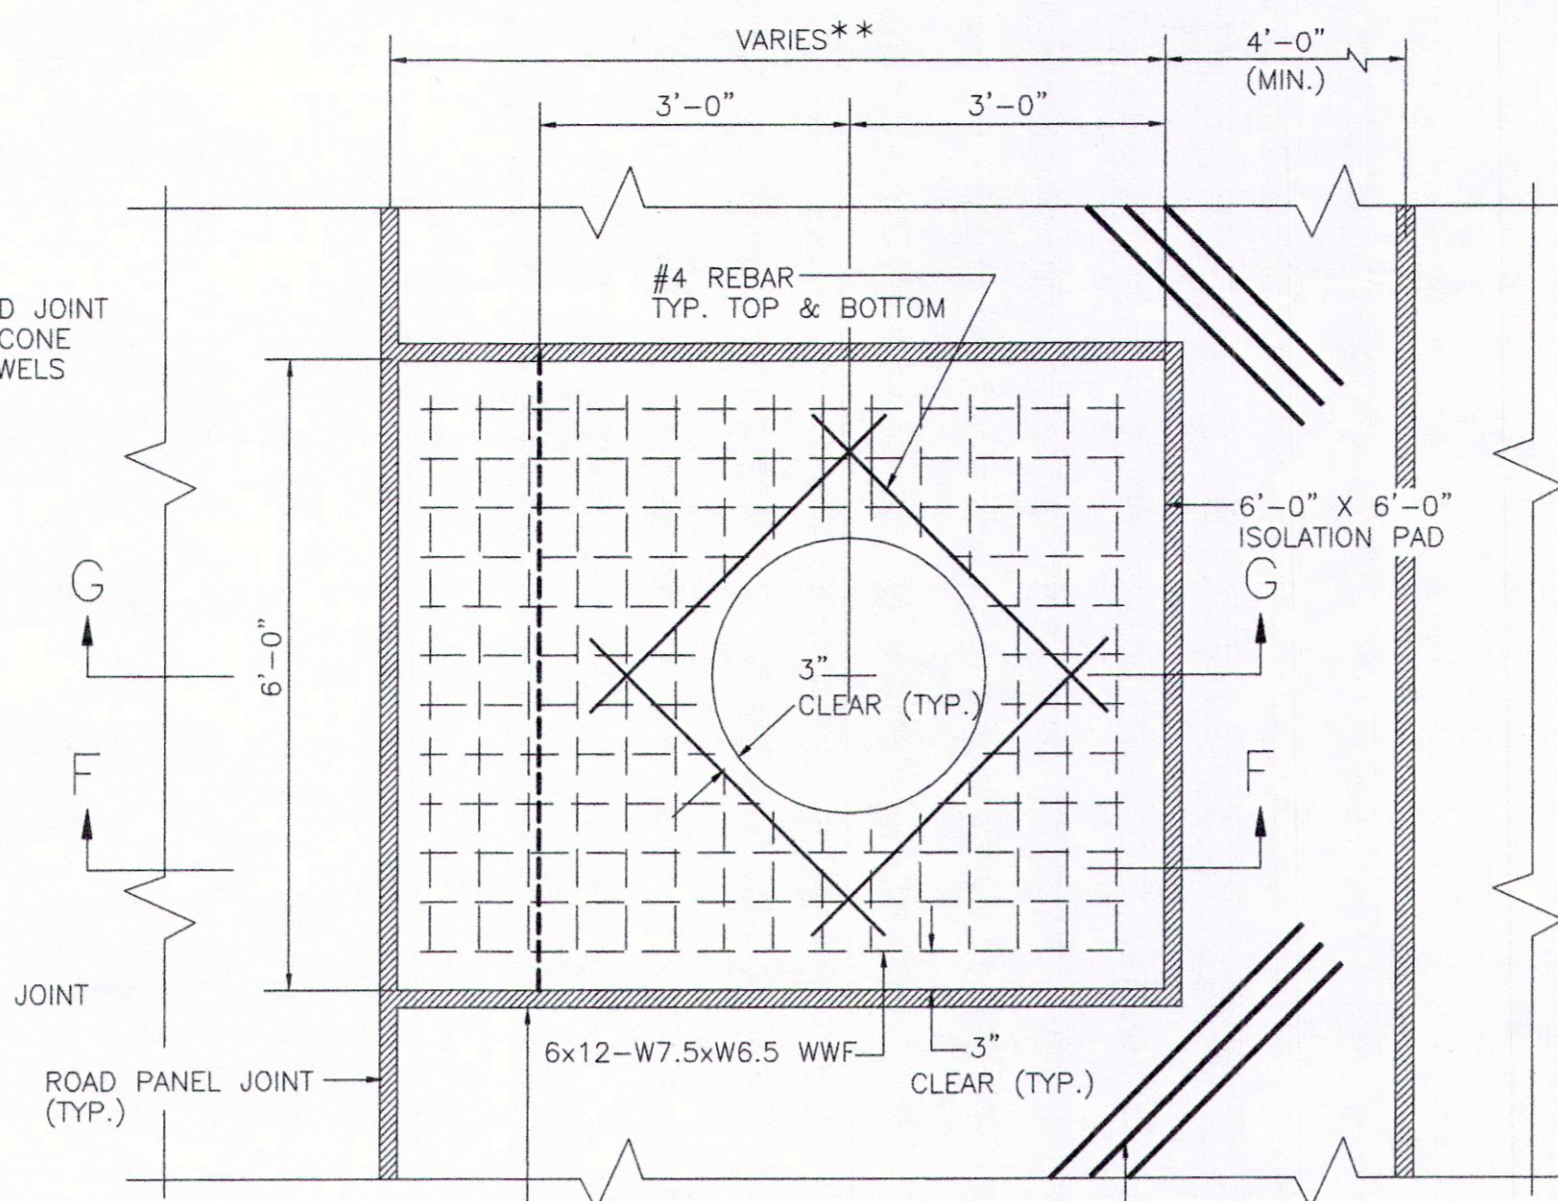 VARIES**
4'-0"
(MIN.)
3'-0"
3'-0"
#4 REBAR
TYP. TOP & BOTTOM
D JOINT
CONE
WELS
6'-0" X 6'-0"
ISOLATION PAD
G
G
6'-0"
3"
CLEAR (TYP.)
F
F
JOINT
6x12-W7.5xW6.5 WWF
3"
CLEAR (TYP.)
ROAD PANEL JOINT
(TYP.)